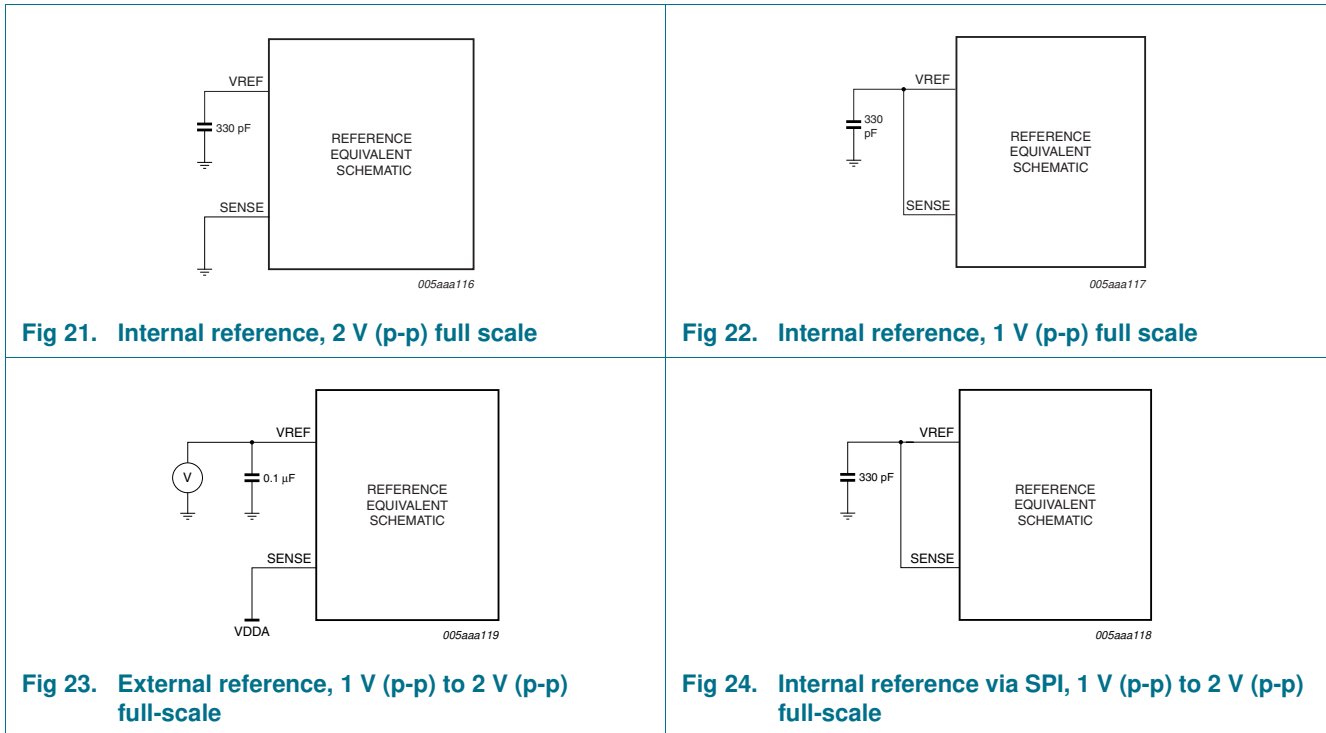 VREF
330 pF
REFERENCE
EQUIVALENT
SCHEMATIC
SENSE
005aaa116
Fig 21. Internal reference, 2 V (p-p) full scale
VREF
330
pF
REFERENCE
EQUIVALENT
SCHEMATIC
SENSE
005aaa117
Fig 22. Internal reference, 1 V (p-p) full scale
VREF
V
0.1 μF
REFERENCE
EQUIVALENT
SCHEMATIC
SENSE
VDDA
005aaa119
Fig 23. External reference, 1 V (p-p) to 2 V (p-p)
full-scale
VREF
330 pF
REFERENCE
EQUIVALENT
SCHEMATIC
SENSE
005aaa118
Fig 24. Internal reference via SPI, 1 V (p-p) to 2 V (p-p)
full-scale